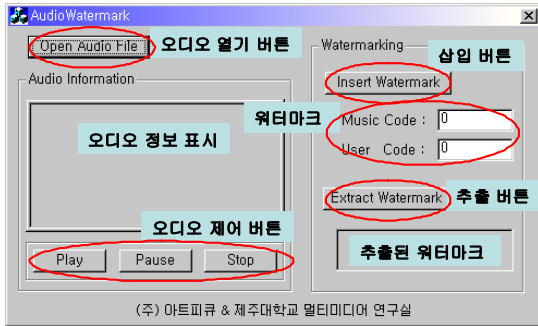 AudioWatermark
Open Audio File
오디오 열기 버튼
Audio Information
오디오 정보 표시
오디오 제어 버튼
Play Pause Stop
Watermarking
삽입 버튼
Insert Watermark
워터마크
Music Code : 0
User Code : 0
Extract Watermark
추출 버튼
추출된 워터마크
(주) 아트피큐 & 제주대학교 멀티미디어 연구실